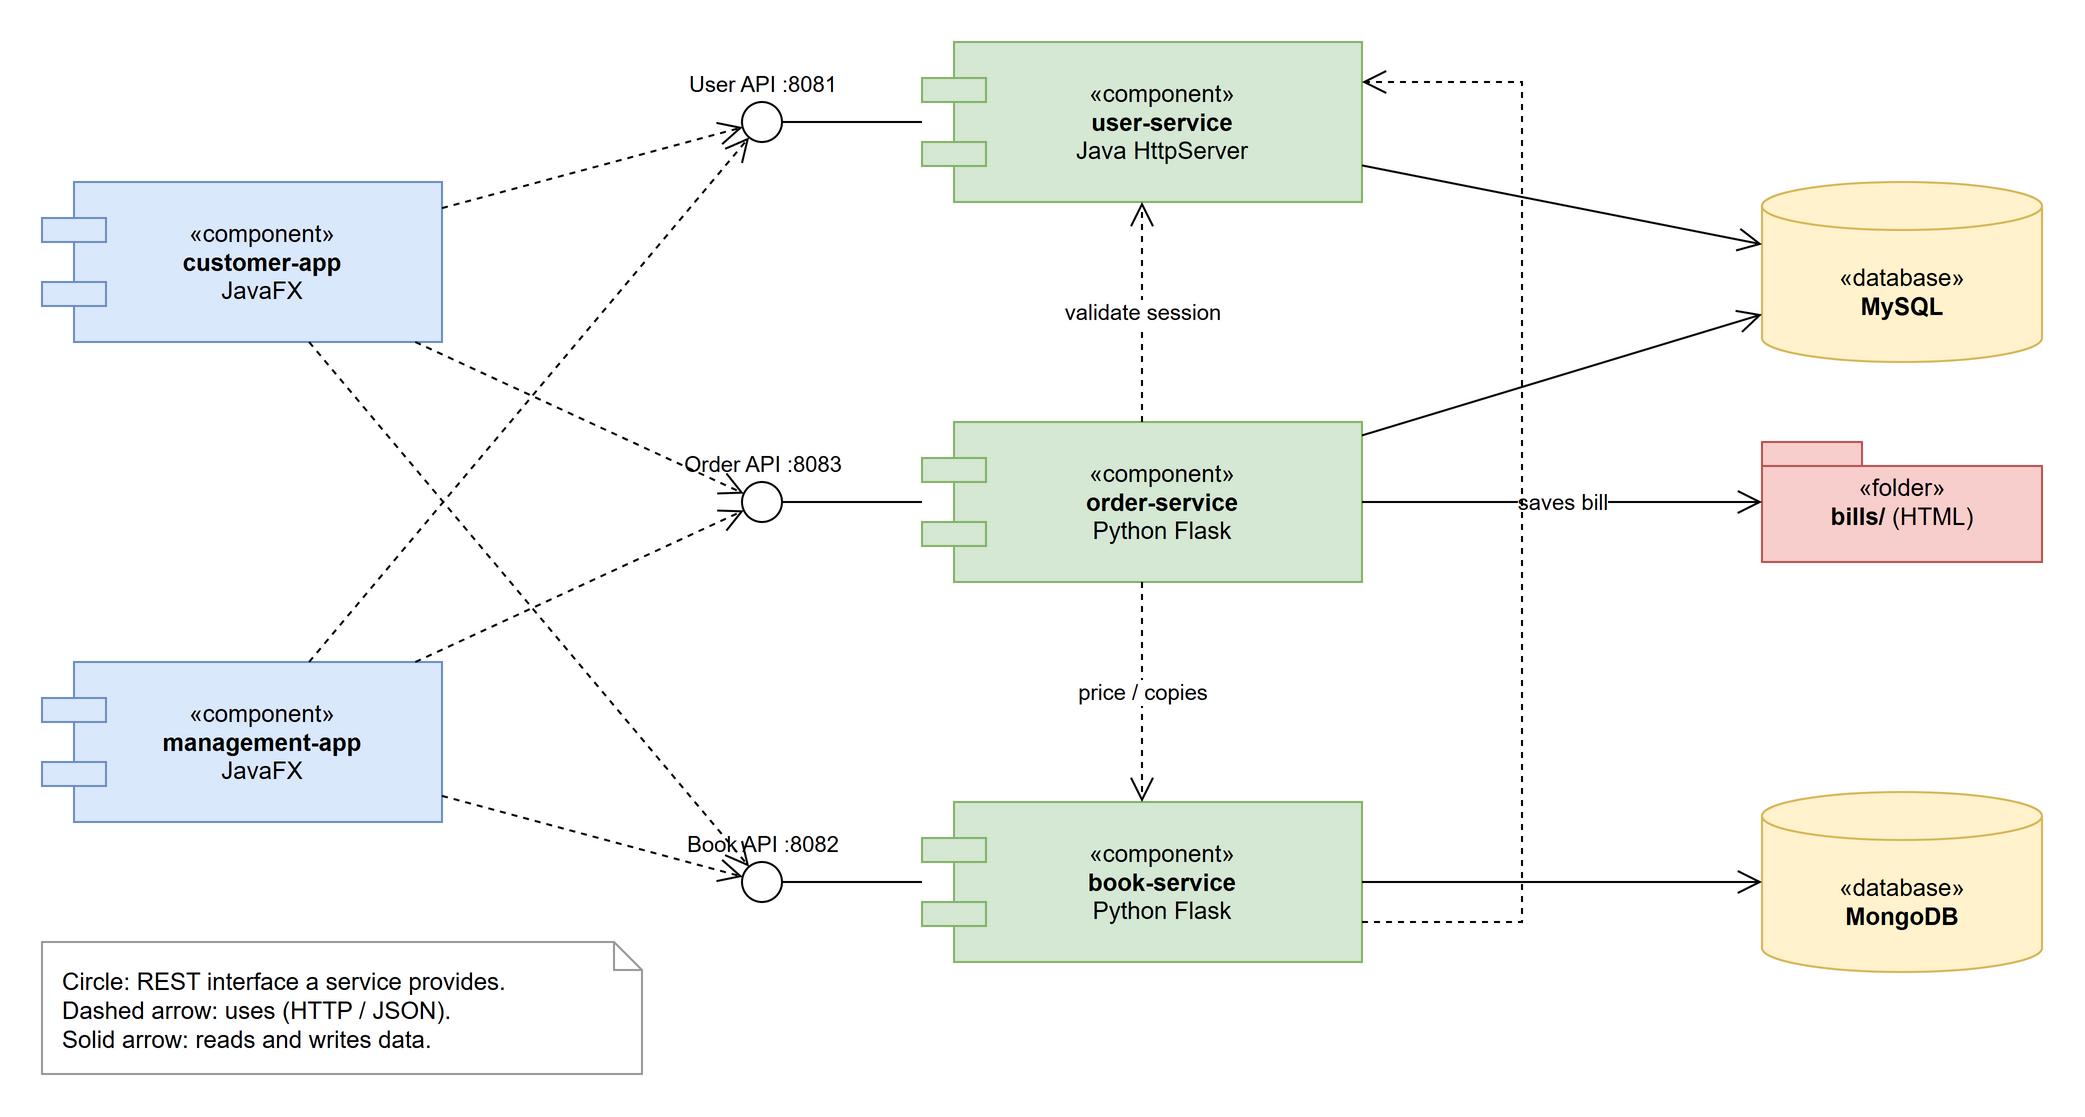 User API :8081
«component»
user-service
Java HttpServer
«component»
customer-app
JavaFX
«database»
MySQL
validate session
Order API :8083
«component»
order-service
Python Flask
saves bill
«folder»
bills/ (HTML)
price / copies
«component»
management-app
JavaFX
Book API :8082
«component»
book-service
Python Flask
«database»
MongoDB
Circle: REST interface a service provides.
Dashed arrow: uses (HTTP / JSON).
Solid arrow: reads and writes data.